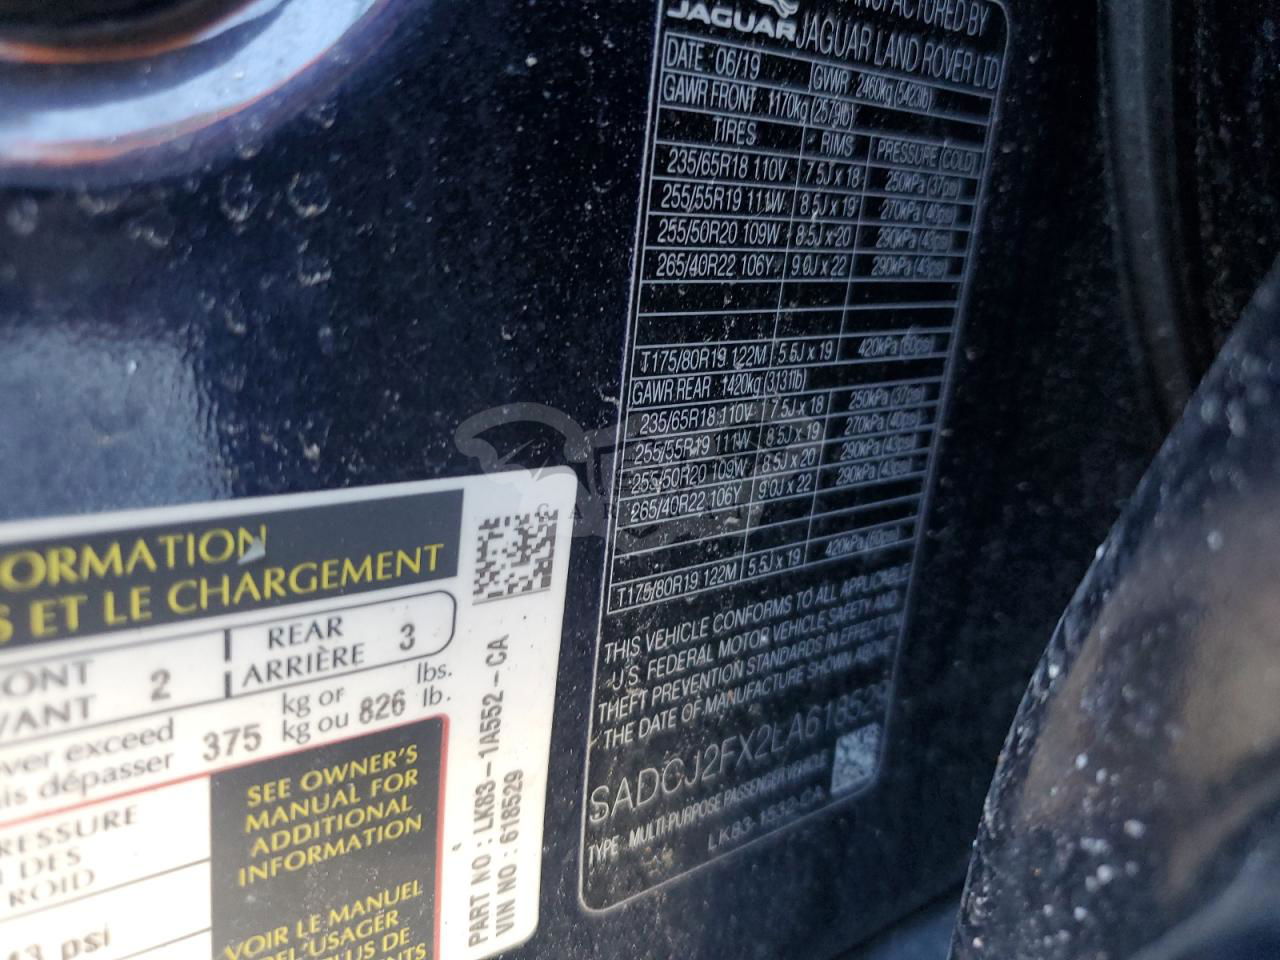 MANUFACTURED BY
JAGUAR JAGUAR LAND ROVER LTD
DATE: 06/19 GVWR 2460kg (5423lb)
GAWR FRONT 1170kg (2579lb)
TIRES RIMS PRESSURE (COLD)
235/65R18 110V 7.5J x 18 250kPa (37psi)
255/55R19 111W 8.5J x 19 270kPa (40psi)
255/50R20 109W 8.5J x 20 290kPa (43psi)
265/40R22 106Y 9.0J x 22 290kPa (43psi)
T175/80R19 122M 5.5J x 19 420kPa (60psi)
GAWR REAR 1420kg (3131lb)
235/65R18 110V 7.5J x 18 250kPa (37psi)
255/55R19 111W 8.5J x 19 270kPa (40psi)
255/50R20 109W 8.5J x 20 290kPa (43psi)
265/40R22 106Y 9.0J x 22 290kPa (43psi)
T175/80R19 122M 5.5J x 19 420kPa (60psi)
THIS VEHICLE CONFORMS TO ALL APPLICABLE
U.S. FEDERAL MOTOR VEHICLE SAFETY AND
THEFT PREVENTION STANDARDS IN EFFECT ON
THE DATE OF MANUFACTURE SHOWN ABOVE
SADCJ2FX2LA618529
TYPE : MULTI-PURPOSE PASSENGER VEHICLE
LK83-1532-CA
ORMATION
S ET LE CHARGEMENT
ONT
VANT 2
REAR
ARRIÈRE 3
ver exceed
is dépasser 375 kg or
kg ou 826 lbs.
lb.
RESSURE
DES
ROID
43 psi
SEE OWNER'S
MANUAL FOR
ADDITIONAL
INFORMATION
VOIR LE MANUEL
DE L'USAGER
PLUS DE
PART NO : LK83-1A552-CA
VIN NO : 618529